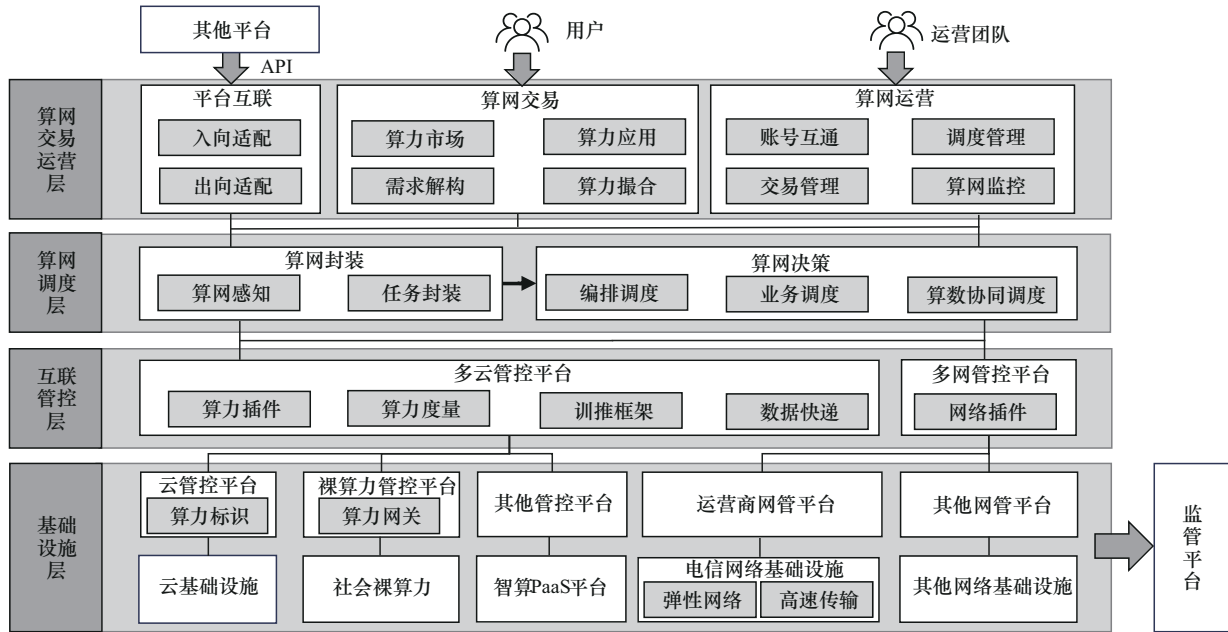 其他平台
用户
运营团队
API
算网交易运营层
平台互联
入向适配
出向适配
算网交易
算力市场
算力应用
需求解构
算力撮合
算网运营
账号互通
调度管理
交易管理
算网监控
算网调度层
算网封装
算网感知
任务封装
算网决策
编排调度
业务调度
算数协同调度
互联管控层
多云管控平台
算力插件
算力度量
训推框架
数据快递
多网管控平台
网络插件
基础设施层
云管控平台
算力标识
裸算力管控平台
算力网关
其他管控平台
运营商网管平台
其他网管平台
云基础设施
社会裸算力
智算PaaS平台
电信网络基础设施
弹性网络
高速传输
其他网络基础设施
监管平台